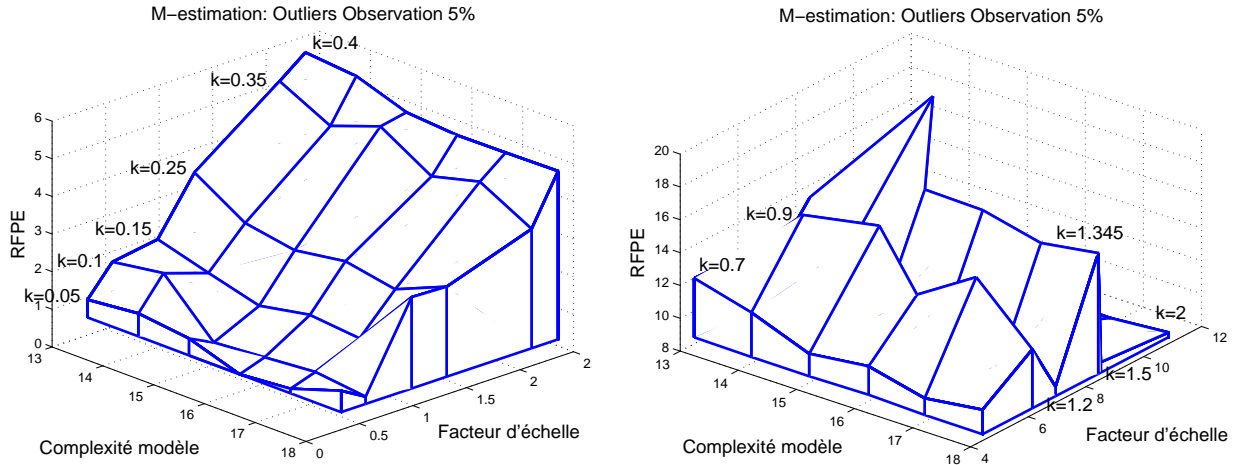 M−estimation: Outliers Observation 5%
k=0.4
k=0.35
k=0.25
k=0.15
k=0.1
k=0.05
RFPE
6
5
4
3
2
1
0
13
14
15
16
17
18
Complexité modèle
0
0.5
1
1.5
2
2
Facteur d'échelle
M−estimation: Outliers Observation 5%
k=0.9
k=0.7
k=1.345
k=2
k=1.5
k=1.2
RFPE
20
18
16
14
12
10
8
13
14
15
16
17
18
Complexité modèle
4
6
8
10
12
Facteur d'échelle